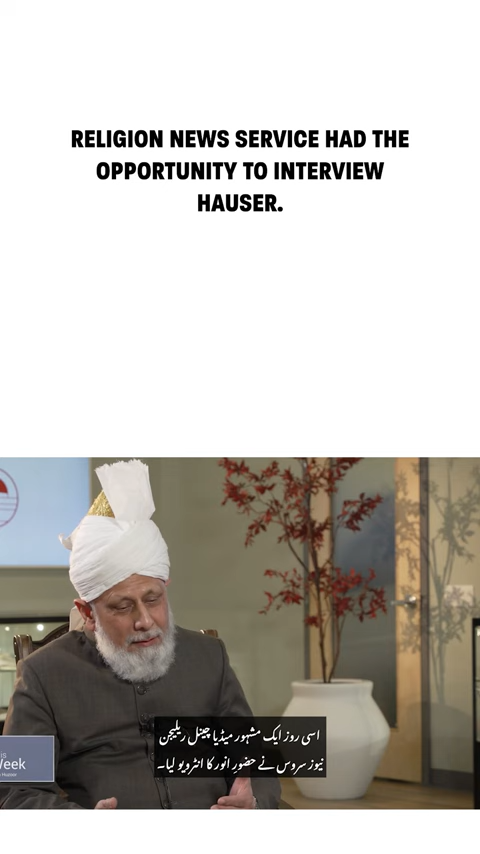 RELIGION NEWS SERVICE HAD THE
OPPORTUNITY TO INTERVIEW
HAUSER.
اسی روز ایک مشہور میڈیا چینل ریلیجن
نیوز سروس نے حضورِ انور کا انٹرویو لیا۔
Week